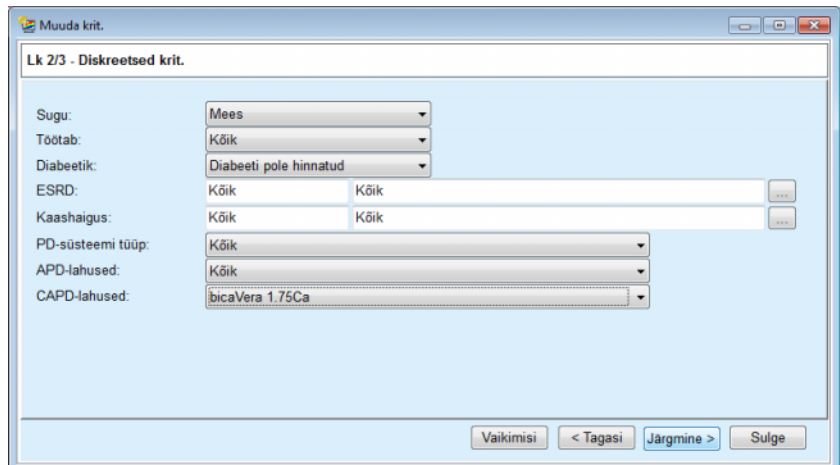 Muuda krit.
Lk 2/3 - Diskreetsed krit.
Sugu: Mees
Töötab: Kõik
Diabeetik: Diabeeti pole hinnatud
ESRD: Kõik Kõik ...
Kaashaigus: Kõik Kõik ...
PD-süsteemi tüüp: Kõik
APD-lahused: Kõik
CAPD-lahused: bicaVera 1.75Ca
Vaikimisi < Tagasi Järgmine > Sulge